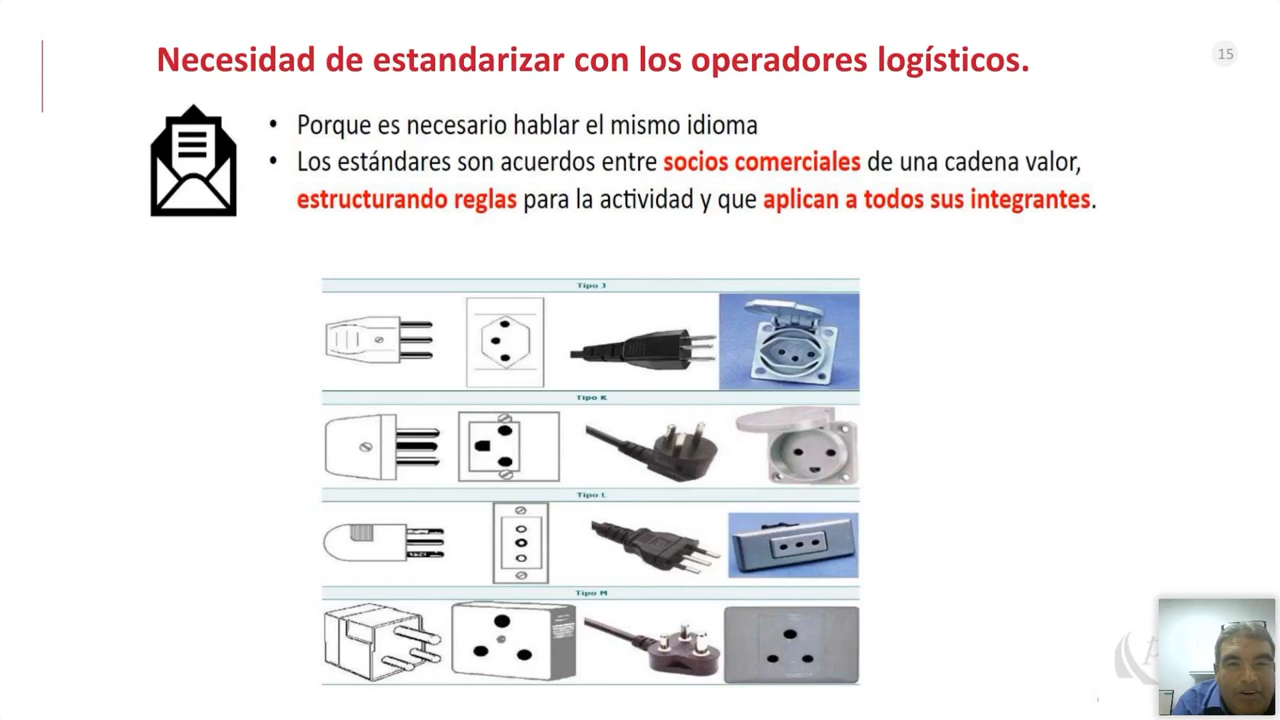 Necesidad de estandarizar con los operadores logísticos.
15
• Porque es necesario hablar el mismo idioma
• Los estándares son acuerdos entre socios comerciales de una cadena valor,
estructurando reglas para la actividad y que aplican a todos sus integrantes.
Tipo J
Tipo K
Tipo L
Tipo M